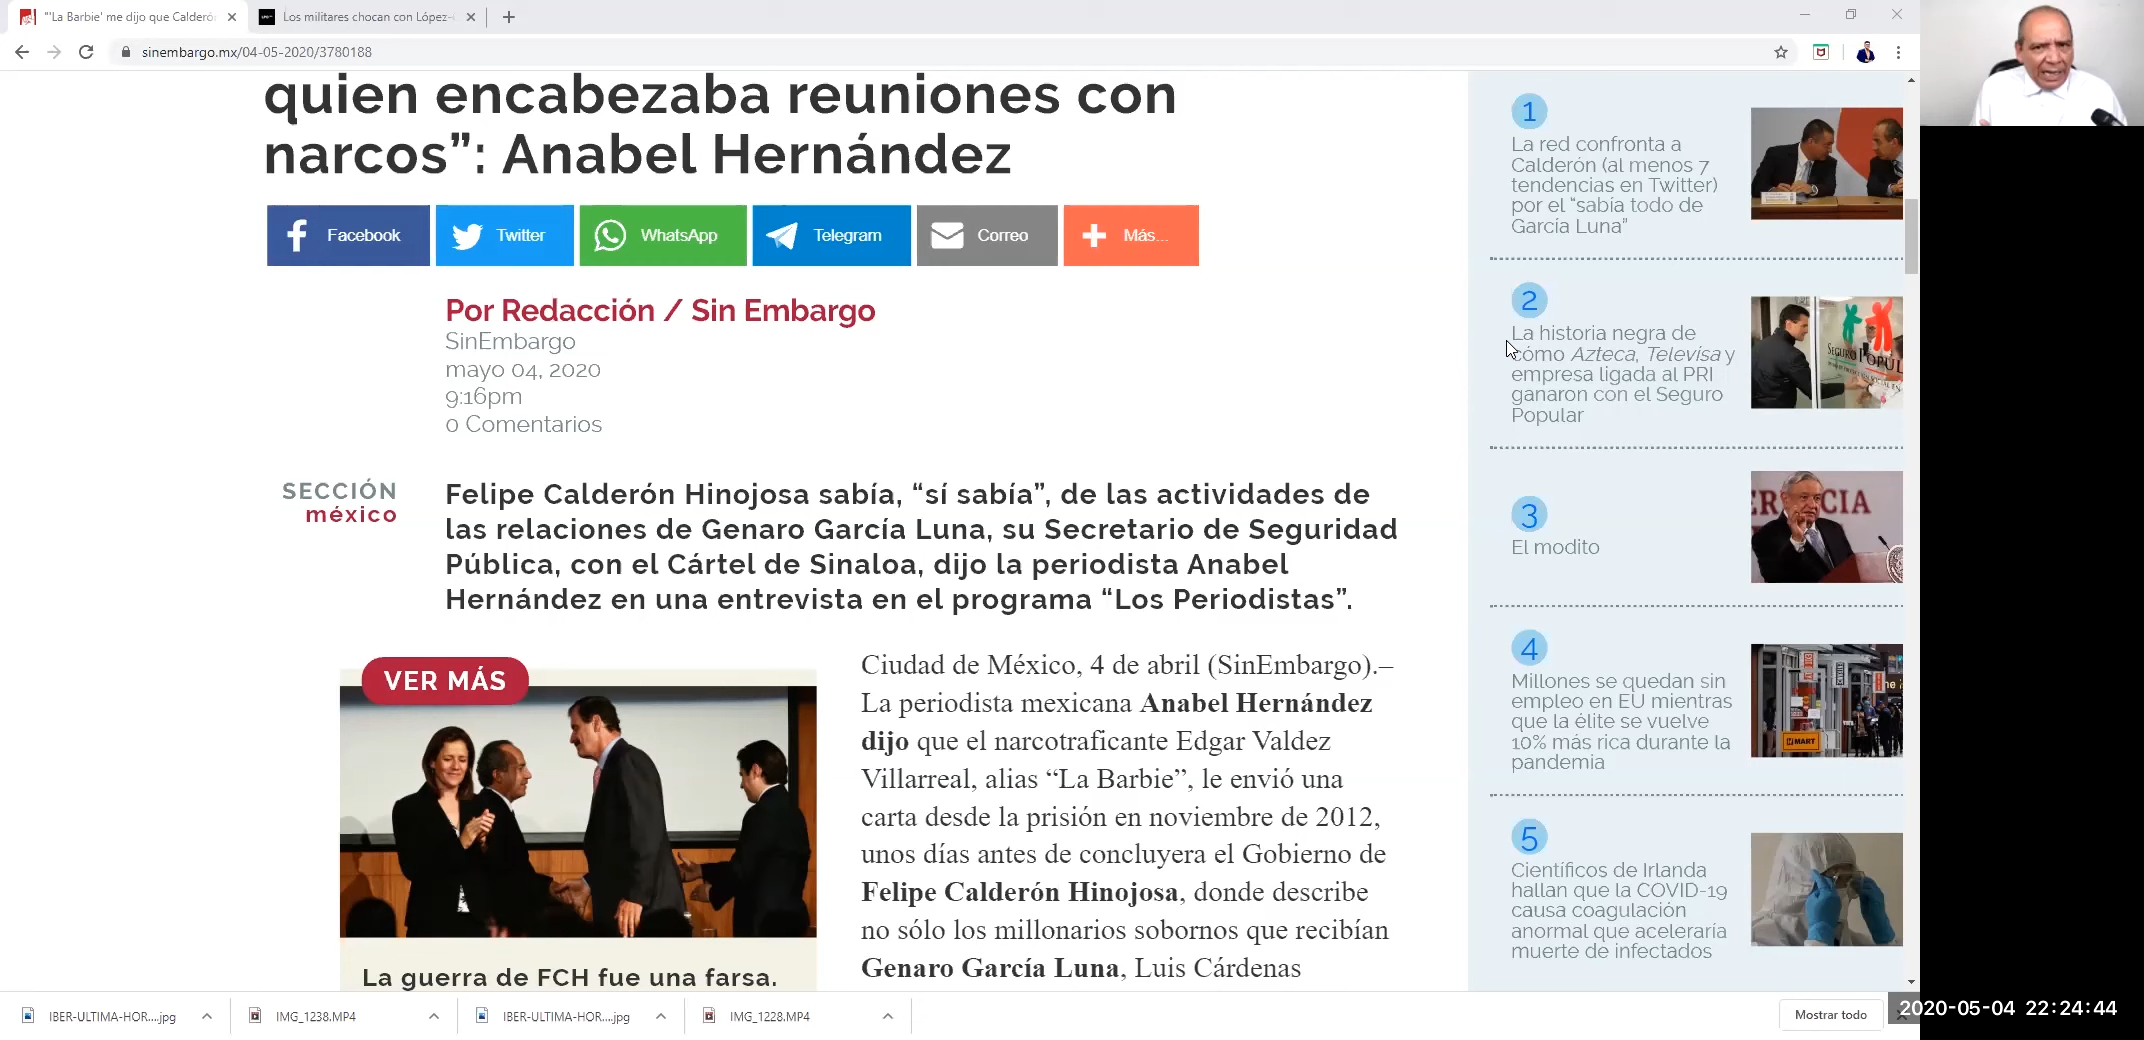 "'La Barbie' me dijo que Calderó
Los militares chocan con López-
sinembargo.mx/04-05-2020/3780188
quien encabezaba reuniones con
narcos”: Anabel Hernández
Facebook
Twitter
WhatsApp
Telegram
Correo
Más...
Por Redacción / Sin Embargo
SinEmbargo
mayo 04, 2020
9:16pm
0 Comentarios
SECCIÓN
méxico
Felipe Calderón Hinojosa sabía, “sí sabía”, de las actividades de
las relaciones de Genaro García Luna, su Secretario de Seguridad
Pública, con el Cártel de Sinaloa, dijo la periodista Anabel
Hernández en una entrevista en el programa “Los Periodistas”.
VER MÁS
La guerra de FCH fue una farsa.
Ciudad de México, 4 de abril (SinEmbargo).–
La periodista mexicana Anabel Hernández
dijo que el narcotraficante Edgar Valdez
Villarreal, alias “La Barbie”, le envió una
carta desde la prisión en noviembre de 2012,
unos días antes de concluyera el Gobierno de
Felipe Calderón Hinojosa, donde describe
no sólo los millonarios sobornos que recibían
Genaro García Luna, Luis Cárdenas
1
La red confronta a
Calderón (al menos 7
tendencias en Twitter)
por el “sabía todo de
García Luna”
2
La historia negra de
cómo Azteca, Televisa y
empresa ligada al PRI
ganaron con el Seguro
Popular
SEGURO POPUL
3
El modito
ERENCIA
4
Millones se quedan sin
empleo en EU mientras
que la élite se vuelve
10% más rica durante la
pandemia
MART
5
Científicos de Irlanda
hallan que la COVID-19
causa coagulación
anormal que aceleraría
muerte de infectados
IBER-ULTIMA-HOR....jpg
IMG_1238.MP4
IBER-ULTIMA-HOR....jpg
IMG_1228.MP4
Mostrar todo
2020-05-04 22:24:44